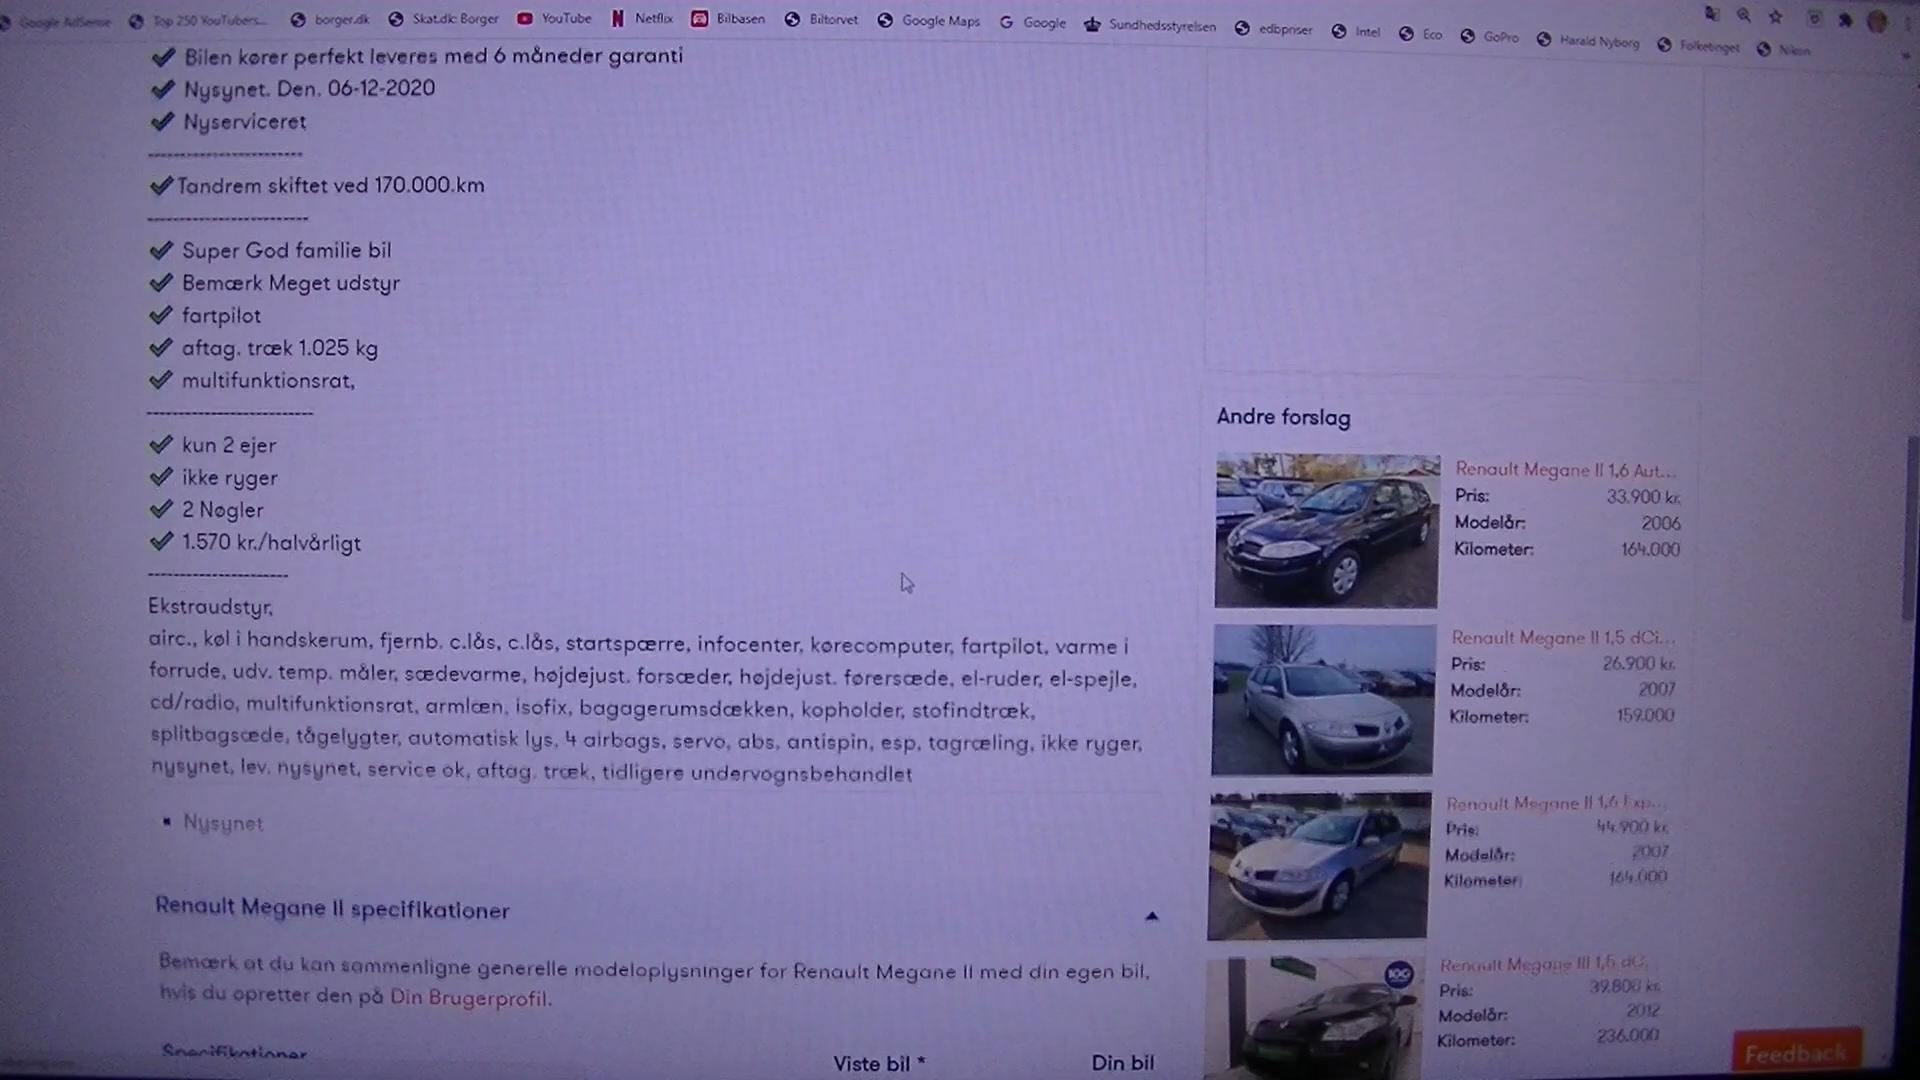 Google AdSense Top 250 YouTubers... borger.dk Skat.dk: Borger YouTube Netflix Bilbasen Biltorvet Google Maps Google Sundhedsstyrelsen edbpriser Intel Eco GoPro Harald Nyborg Folketinget Nikon
Bilen kører perfekt leveres med 6 måneder garanti
Nysynet. Den. 06-12-2020
Nyserviceret
--------------------
Tandrem skiftet ved 170.000.km
---------------------
Super God familie bil
Bemærk Meget udstyr
fartpilot
aftag. træk 1.025 kg
multifunktionsrat,
----------------------
kun 2 ejer
ikke ryger
2 Nøgler
1.570 kr./halvårligt
------------------
Ekstraudstyr,
airc., køl i handskerum, fjernb. c.lås, c.lås, startspærre, infocenter, kørecomputer, fartpilot, varme i
forrude, udv. temp. måler, sædevarme, højdejust. forsæder, højdejust. førersæde, el-ruder, el-spejle,
cd/radio, multifunktionsrat, armlæn, isofix, bagagerumsdækken, kopholder, stofindtræk,
splitbagsæde, tågelygter, automatisk lys, 4 airbags, servo, abs, antispin, esp, tagræling, ikke ryger,
nysynet, lev. nysynet, service ok, aftag. træk, tidligere undervognsbehandlet
Nysynet
Renault Megane II specifikationer
Bemærk at du kan sammenligne generelle modeloplysninger for Renault Megane II med din egen bil,
hvis du opretter den på Din Brugerprofil.
Specifikationer
Viste bil * Din bil
Andre forslag
Renault Megane II 1,6 Aut...
Pris: 33.900 kr.
Modelår: 2006
Kilometer: 164.000
Renault Megane II 1,5 dCi...
Pris: 26.900 kr.
Modelår: 2007
Kilometer: 159.000
Renault Megane II 1,6 Exp...
Pris: 44.900 kr.
Modelår: 2007
Kilometer: 164.000
Renault Megane III 1,5 dC...
Pris: 39.800 kr.
Modelår: 2012
Kilometer: 236.000
Feedback